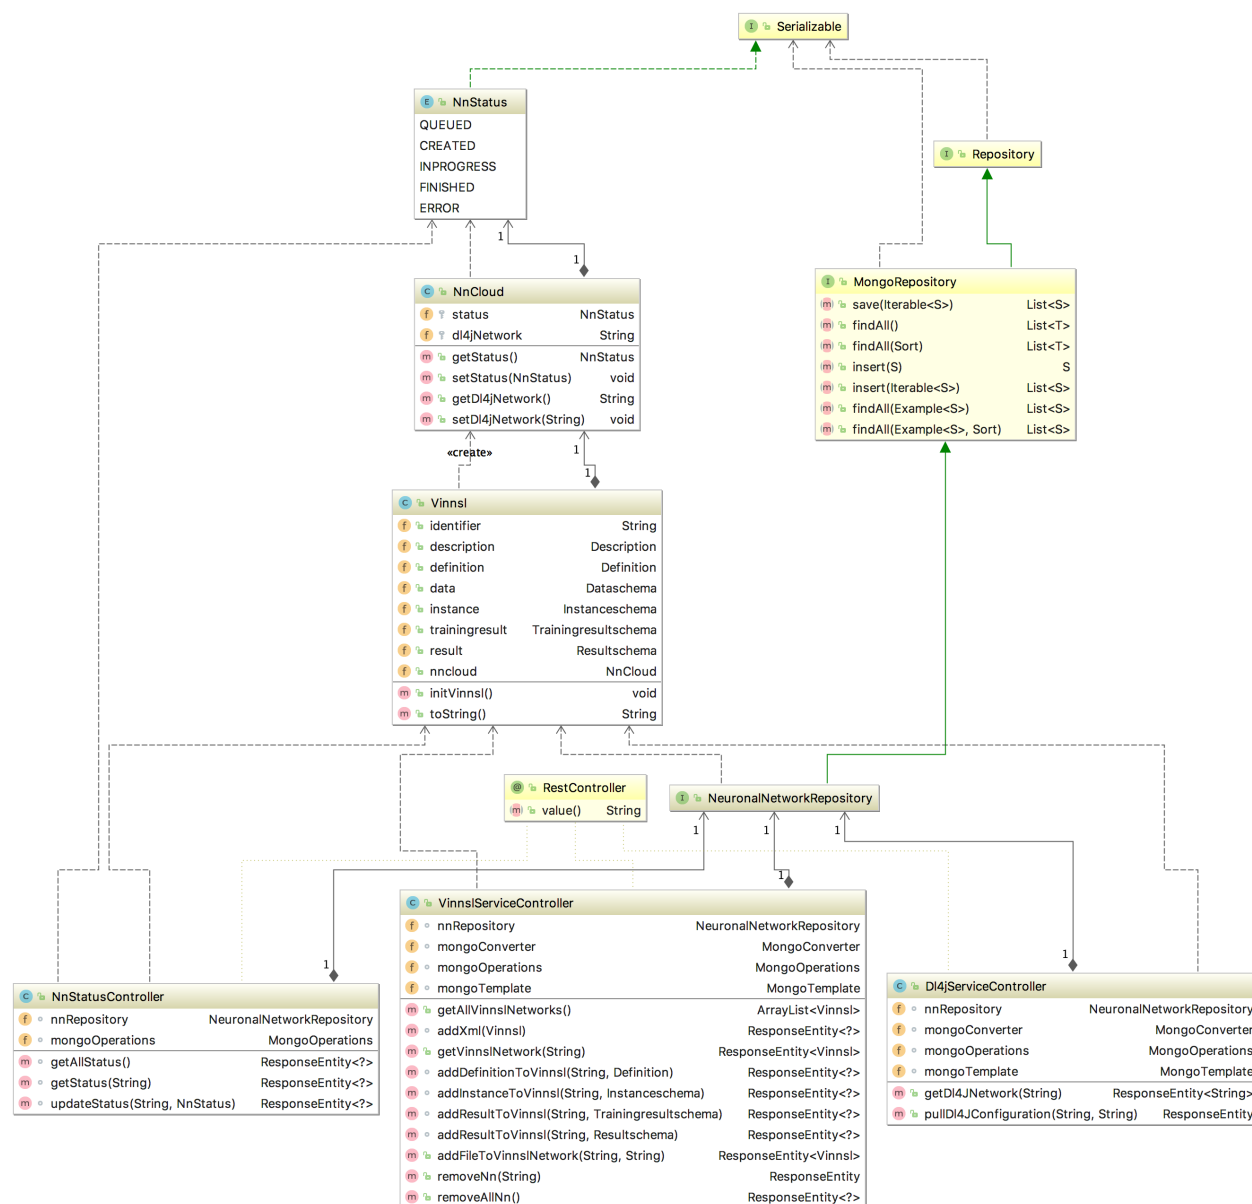 Serializable
NnStatus
QUEUED
CREATED
INPROGRESS
FINISHED
ERROR
Repository
1
1
NnCloud
status NnStatus
dl4jNetwork String
getStatus() NnStatus
setStatus(NnStatus) void
getDl4jNetwork() String
setDl4jNetwork(String) void
MongoRepository
save(Iterable<S>) List<S>
findAll() List<T>
findAll(Sort) List<T>
insert(S) S
insert(Iterable<S>) List<S>
findAll(Example<S>) List<S>
findAll(Example<S>, Sort) List<S>
«create»
1
1
Vinnsl
identifier String
description Description
definition Definition
data Dataschema
instance Instanceschema
trainingresult Trainingresultschema
result Resultschema
nncloud NnCloud
initVinnsl() void
toString() String
RestController
value() String
NeuronalNetworkRepository
1 1 1
1
1
1
VinnslServiceController
nnRepository NeuronalNetworkRepository
mongoConverter MongoConverter
mongoOperations MongoOperations
mongoTemplate MongoTemplate
getAllVinnslNetworks() ArrayList<Vinnsl>
addXml(Vinnsl) ResponseEntity<?>
getVinnslNetwork(String) ResponseEntity<Vinnsl>
addDefinitionToVinnsl(String, Definition) ResponseEntity<?>
addInstanceToVinnsl(String, Instanceschema) ResponseEntity<?>
addResultToVinnsl(String, Trainingresultschema) ResponseEntity<?>
addResultToVinnsl(String, Resultschema) ResponseEntity<?>
addFileToVinnslNetwork(String, String) ResponseEntity<Vinnsl>
removeNn(String) ResponseEntity
removeAllNn() ResponseEntity<?>
NnStatusController
nnRepository NeuronalNetworkRepository
mongoOperations MongoOperations
getAllStatus() ResponseEntity<?>
getStatus(String) ResponseEntity<?>
updateStatus(String, NnStatus) ResponseEntity<?>
Dl4jServiceController
nnRepository NeuronalNetworkRepository
mongoConverter MongoConverter
mongoOperations MongoOperations
mongoTemplate MongoTemplate
getDl4JNetwork(String) ResponseEntity<String>
pullDl4JConfiguration(String, String) ResponseEntity